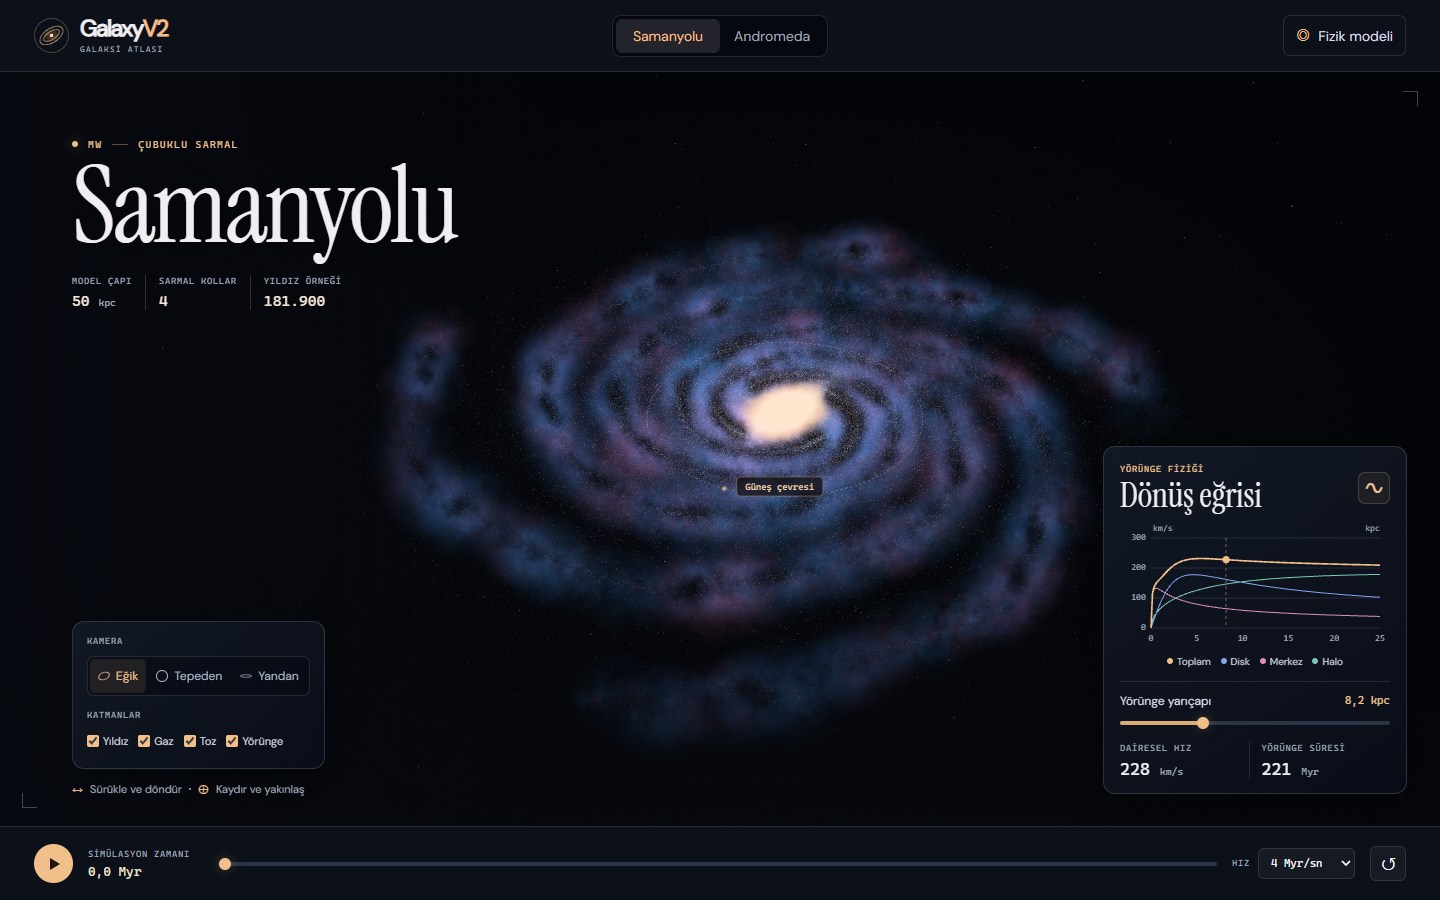 GalaxyV2
GALAKSİ ATLASI
Samanyolu
Andromeda
Fizik modeli
MW — ÇUBUKLU SARMAL
Samanyolu
MODEL ÇAPI
50 kpc
SARMAL KOLLAR
4
YILDIZ ÖRNEĞİ
181.900
Güneş çevresi
KAMERA
Eğik
Tepeden
Yandan
KATMANLAR
Yıldız
Gaz
Toz
Yörünge
Sürükle ve döndür · Kaydır ve yakınlaş
YÖRÜNGE FİZİĞİ
Dönüş eğrisi
km/s
kpc
300
200
100
0
0 5 10 15 20 25
Toplam Disk Merkez Halo
Yörünge yarıçapı
8,2 kpc
DAİRESEL HIZ
228 km/s
YÖRÜNGE SÜRESİ
221 Myr
SİMÜLASYON ZAMANI
0,0 Myr
HIZ
4 Myr/sn